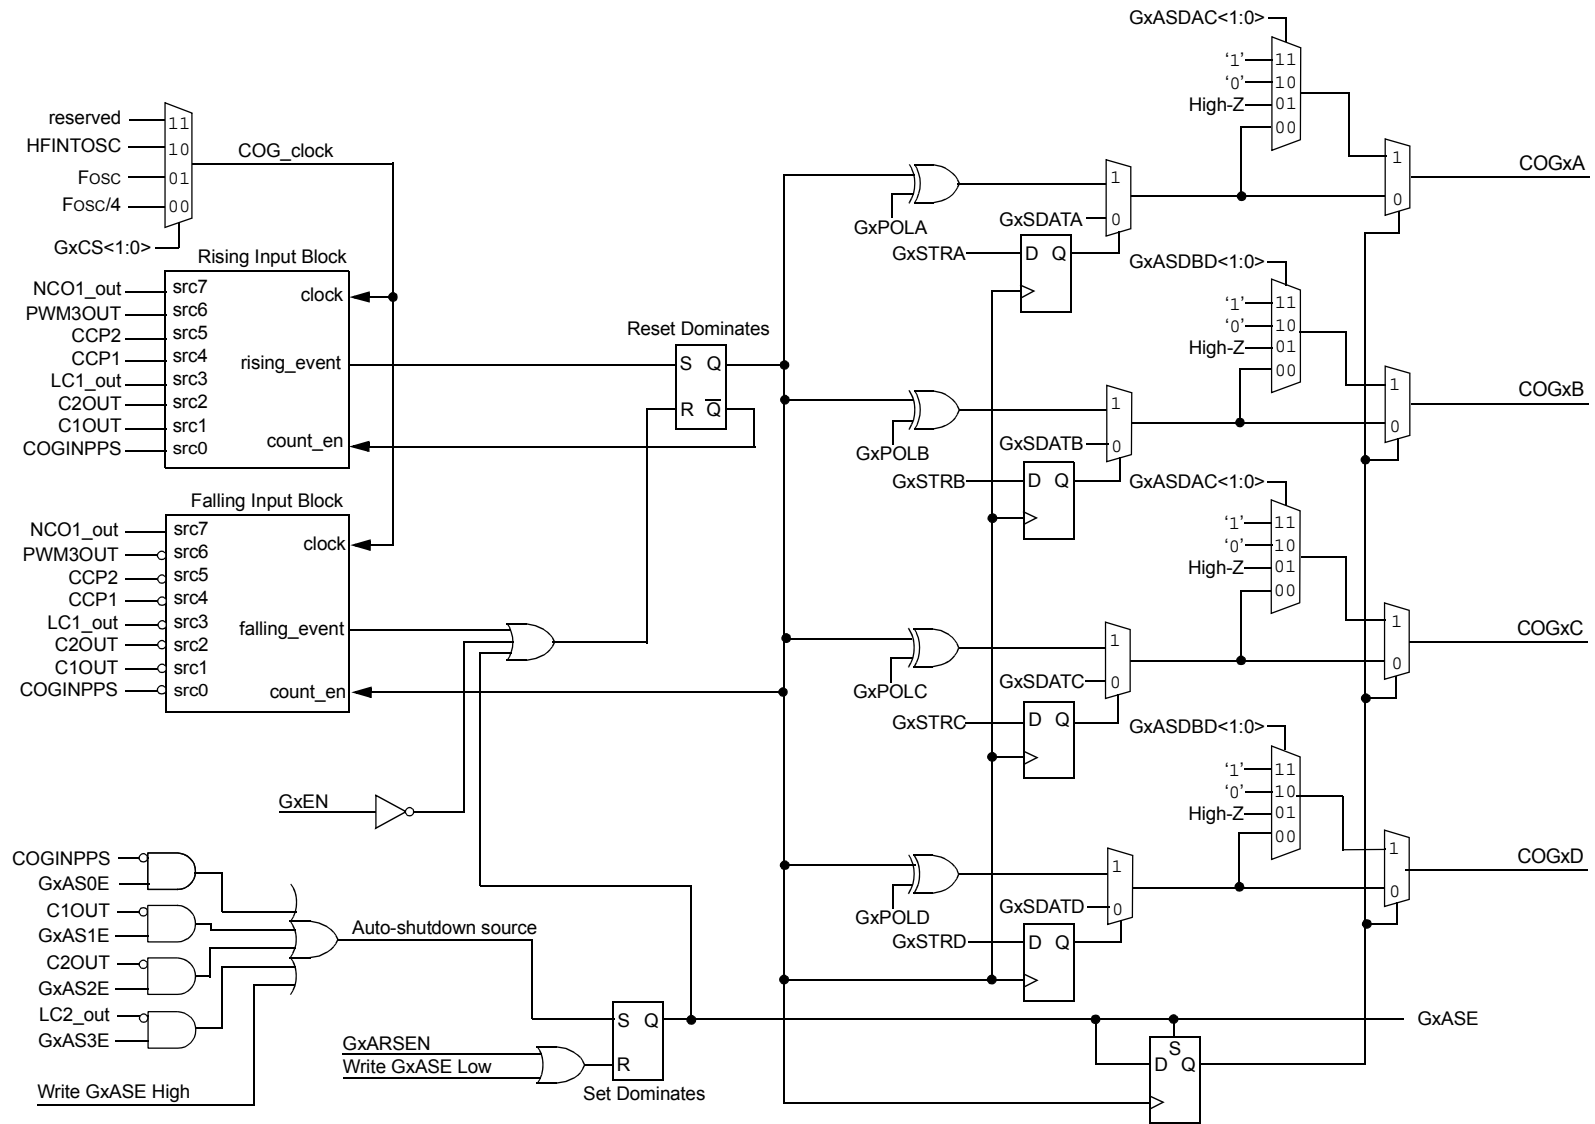 GxASDAC<1:0>
'1'
11
'0'
10
High-Z
01
00
reserved
11
HFINTOSC
10
COG_clock
Fosc
01
Fosc/4
00
GxCS<1:0>
1
0
COGxA
GxPOLA
1
GxSDATA
0
GxSTRA
D Q
Rising Input Block
NCO1_out
src7
PWM3OUT
src6
CCP2
src5
CCP1
src4
LC1_out
src3
C2OUT
src2
C1OUT
src1
COGINPPS
src0
clock
rising_event
count_en
Reset Dominates
S Q
R Q
GxASDBD<1:0>
'1'
11
'0'
10
High-Z
01
00
1
0
COGxB
GxPOLB
1
GxSDATB
0
GxSTRB
D Q
Falling Input Block
NCO1_out
src7
PWM3OUT
src6
CCP2
src5
CCP1
src4
LC1_out
src3
C2OUT
src2
C1OUT
src1
COGINPPS
src0
clock
falling_event
count_en
GxASDAC<1:0>
'1'
11
'0'
10
High-Z
01
00
1
0
COGxC
GxPOLC
1
GxSDATC
0
GxSTRC
D Q
GxEN
GxASDBD<1:0>
'1'
11
'0'
10
High-Z
01
00
1
0
COGxD
GxPOLD
1
GxSDATD
0
GxSTRD
D Q
COGINPPS
GxAS0E
C1OUT
GxAS1E
C2OUT
GxAS2E
LC2_out
GxAS3E
Write GxASE High
Auto-shutdown source
GxARSEN
Write GxASE Low
S Q
R
Set Dominates
GxASE
S
D Q